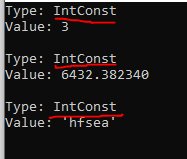 Type: IntConst
Value: 3
Type: IntConst
Value: 6432.382340
Type: IntConst
Value: 'hfsea'